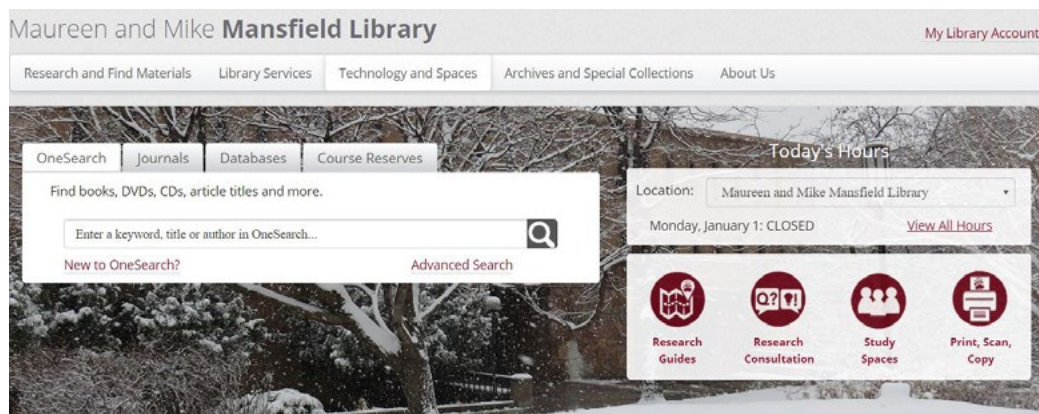 Maureen and Mike Mansfield Library
My Library Account
Research and Find Materials Library Services Technology and Spaces Archives and Special Collections About Us
OneSearch Journals Databases Course Reserves
Find books, DVDs, CDs, article titles and more.
Enter a keyword, title or author in OneSearch...
New to OneSearch? Advanced Search
Today's Hours
Location: Maureen and Mike Mansfield Library
Monday, January 1: CLOSED View All Hours
Q? "!
Research Guides
Research Consultation
Study Spaces
Print, Scan, Copy